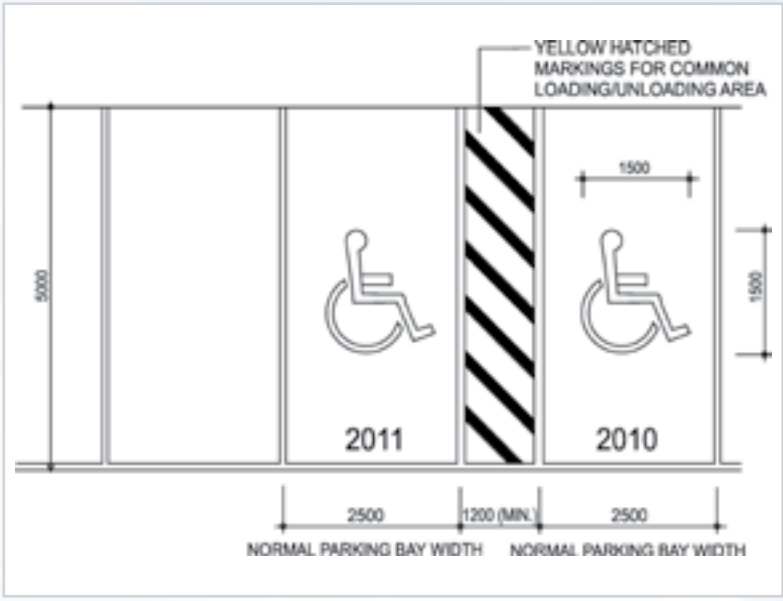 YELLOW HATCHED
MARKINGS FOR COMMON
LOADING/UNLOADING AREA
1500
5000
1500
2011
2010
2500
1200 (MIN.)
2500
NORMAL PARKING BAY WIDTH
NORMAL PARKING BAY WIDTH